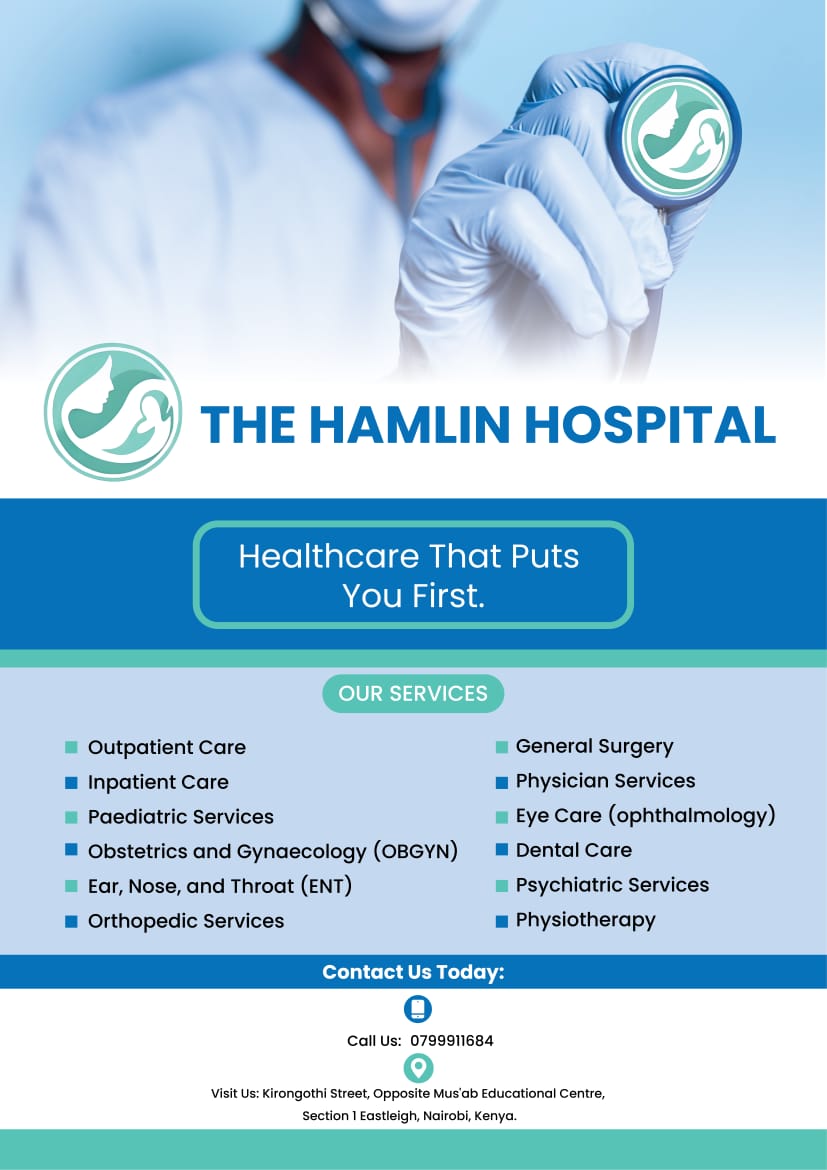 THE HAMLIN HOSPITAL
Healthcare That Puts
You First.
OUR SERVICES
Outpatient Care
Inpatient Care
Paediatric Services
Obstetrics and Gynaecology (OBGYN)
Ear, Nose, and Throat (ENT)
Orthopedic Services
General Surgery
Physician Services
Eye Care (ophthalmology)
Dental Care
Psychiatric Services
Physiotherapy
Contact Us Today:
Call Us: 0799911684
Visit Us: Kirongothi Street, Opposite Mus'ab Educational Centre,
Section 1 Eastleigh, Nairobi, Kenya.